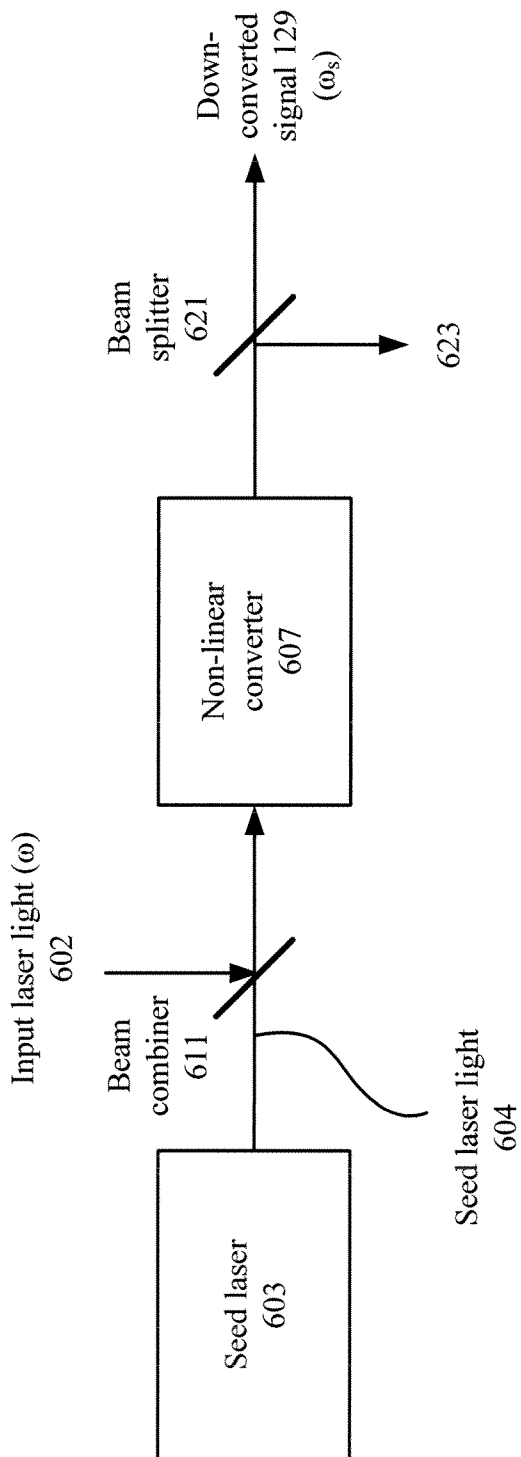 Seed laser
603
Seed laser light
604
Input laser light (ω)
602
Beam
combiner
611
Non-linear
converter
607
Beam
splitter
621
623
Down-
converted
signal 129
(ωs)